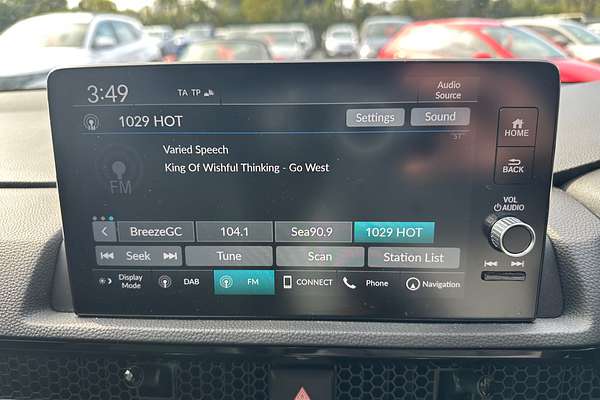 3:49 TA TP Audio Source
FM 1029 HOT Settings Sound
ST
HOME
Varied Speech
King Of Wishful Thinking - Go West
FM
BACK
VOL
AUDIO
BreezeGC 104.1 Sea90.9 1029 HOT
Seek Tune Scan Station List
Display Mode DAB FM CONNECT Phone Navigation